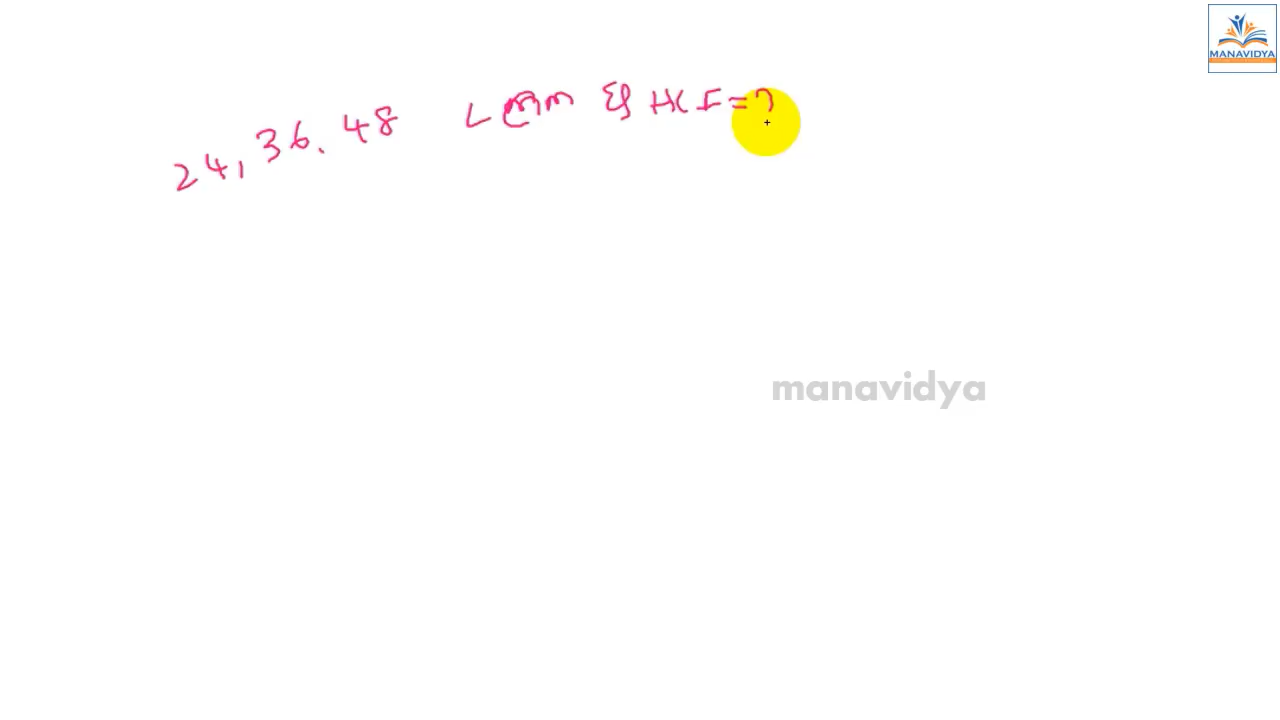 MANAVIDYA
24, 36, 48 LCM & HCF = ?
manavidya